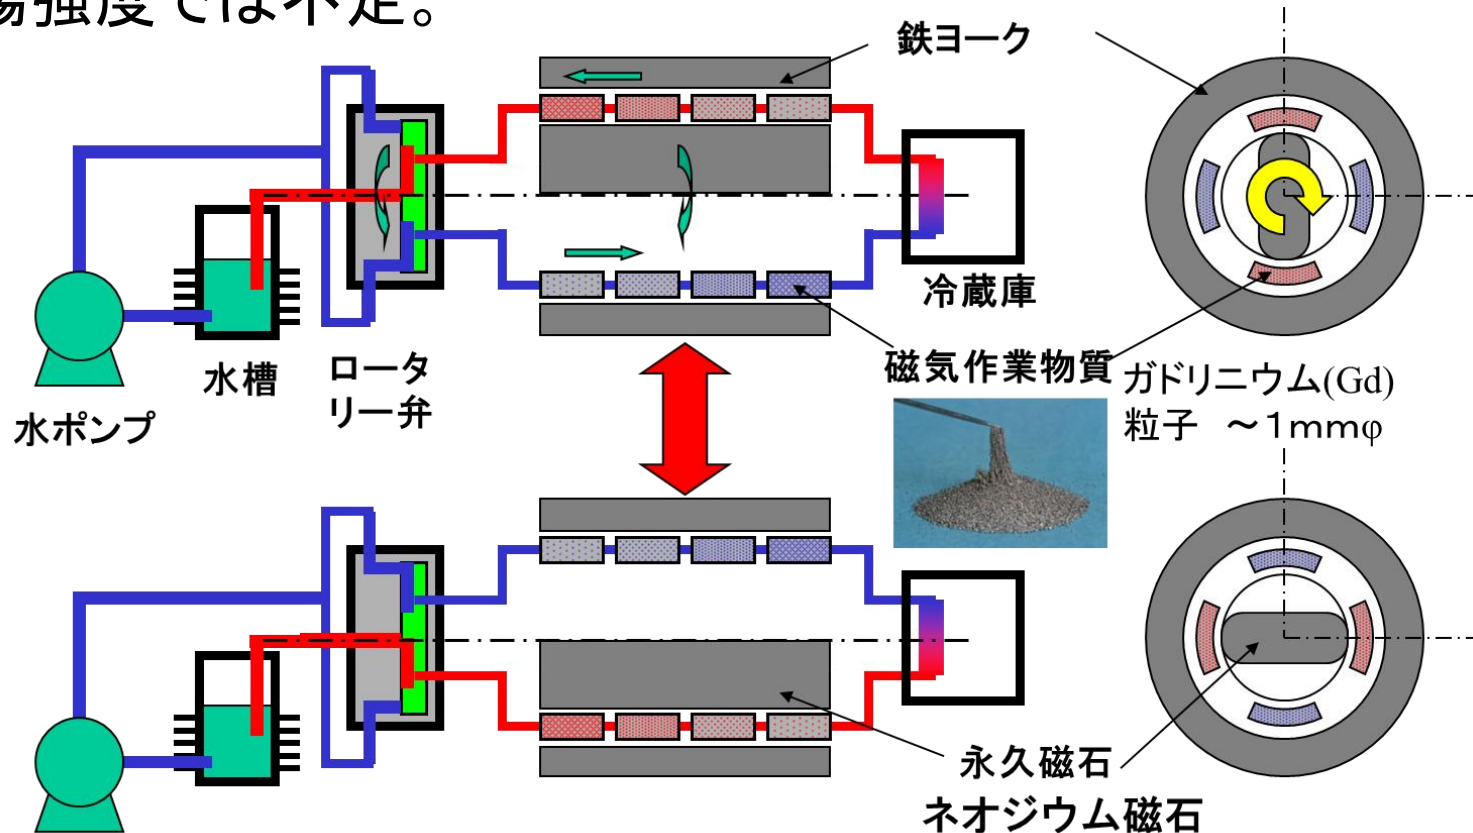 場強度では不足。
鉄ヨーク
冷蔵庫
水槽
ロータ
リー弁
水ポンプ
磁気作業物質
ガドリニウム(Gd)
粒子 ～1mmφ
永久磁石
ネオジウム磁石